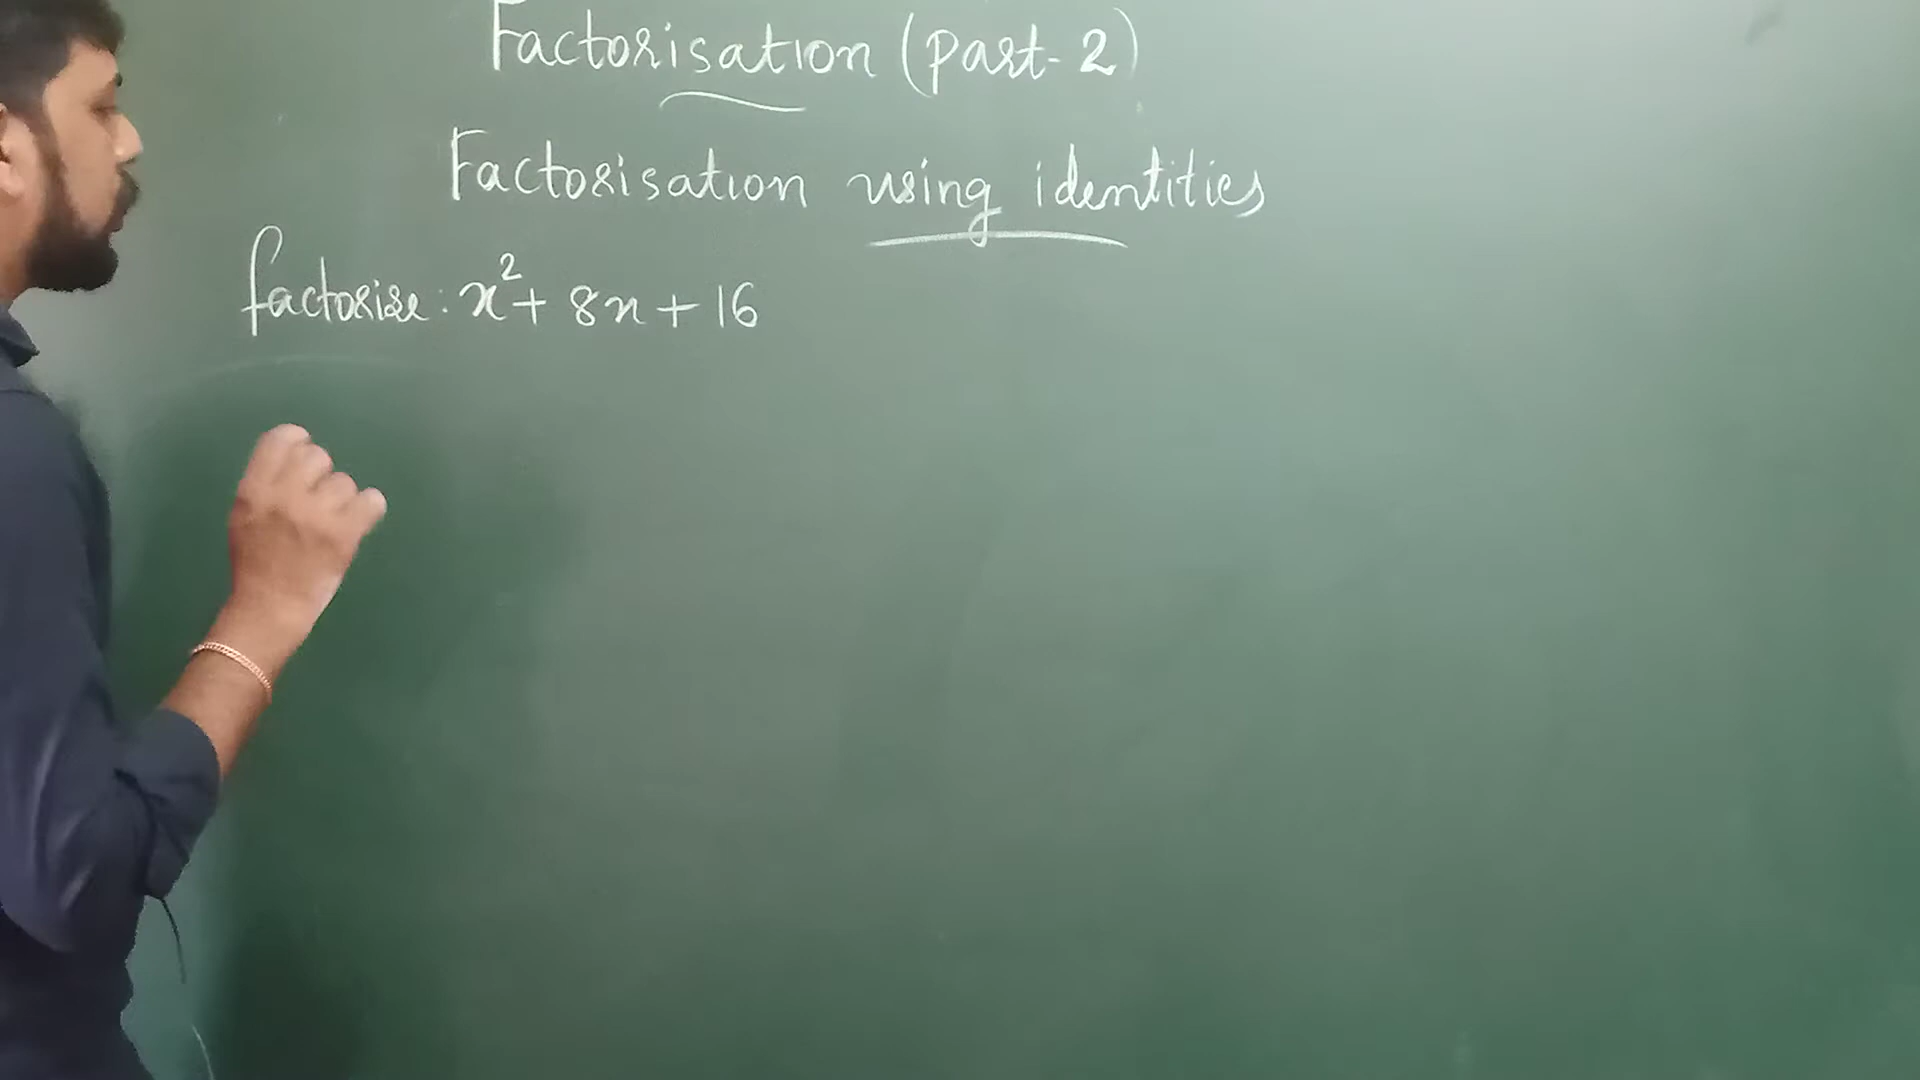 Factorisation (part-2)
Factorisation using identities
factorise: x²+ 8x + 16